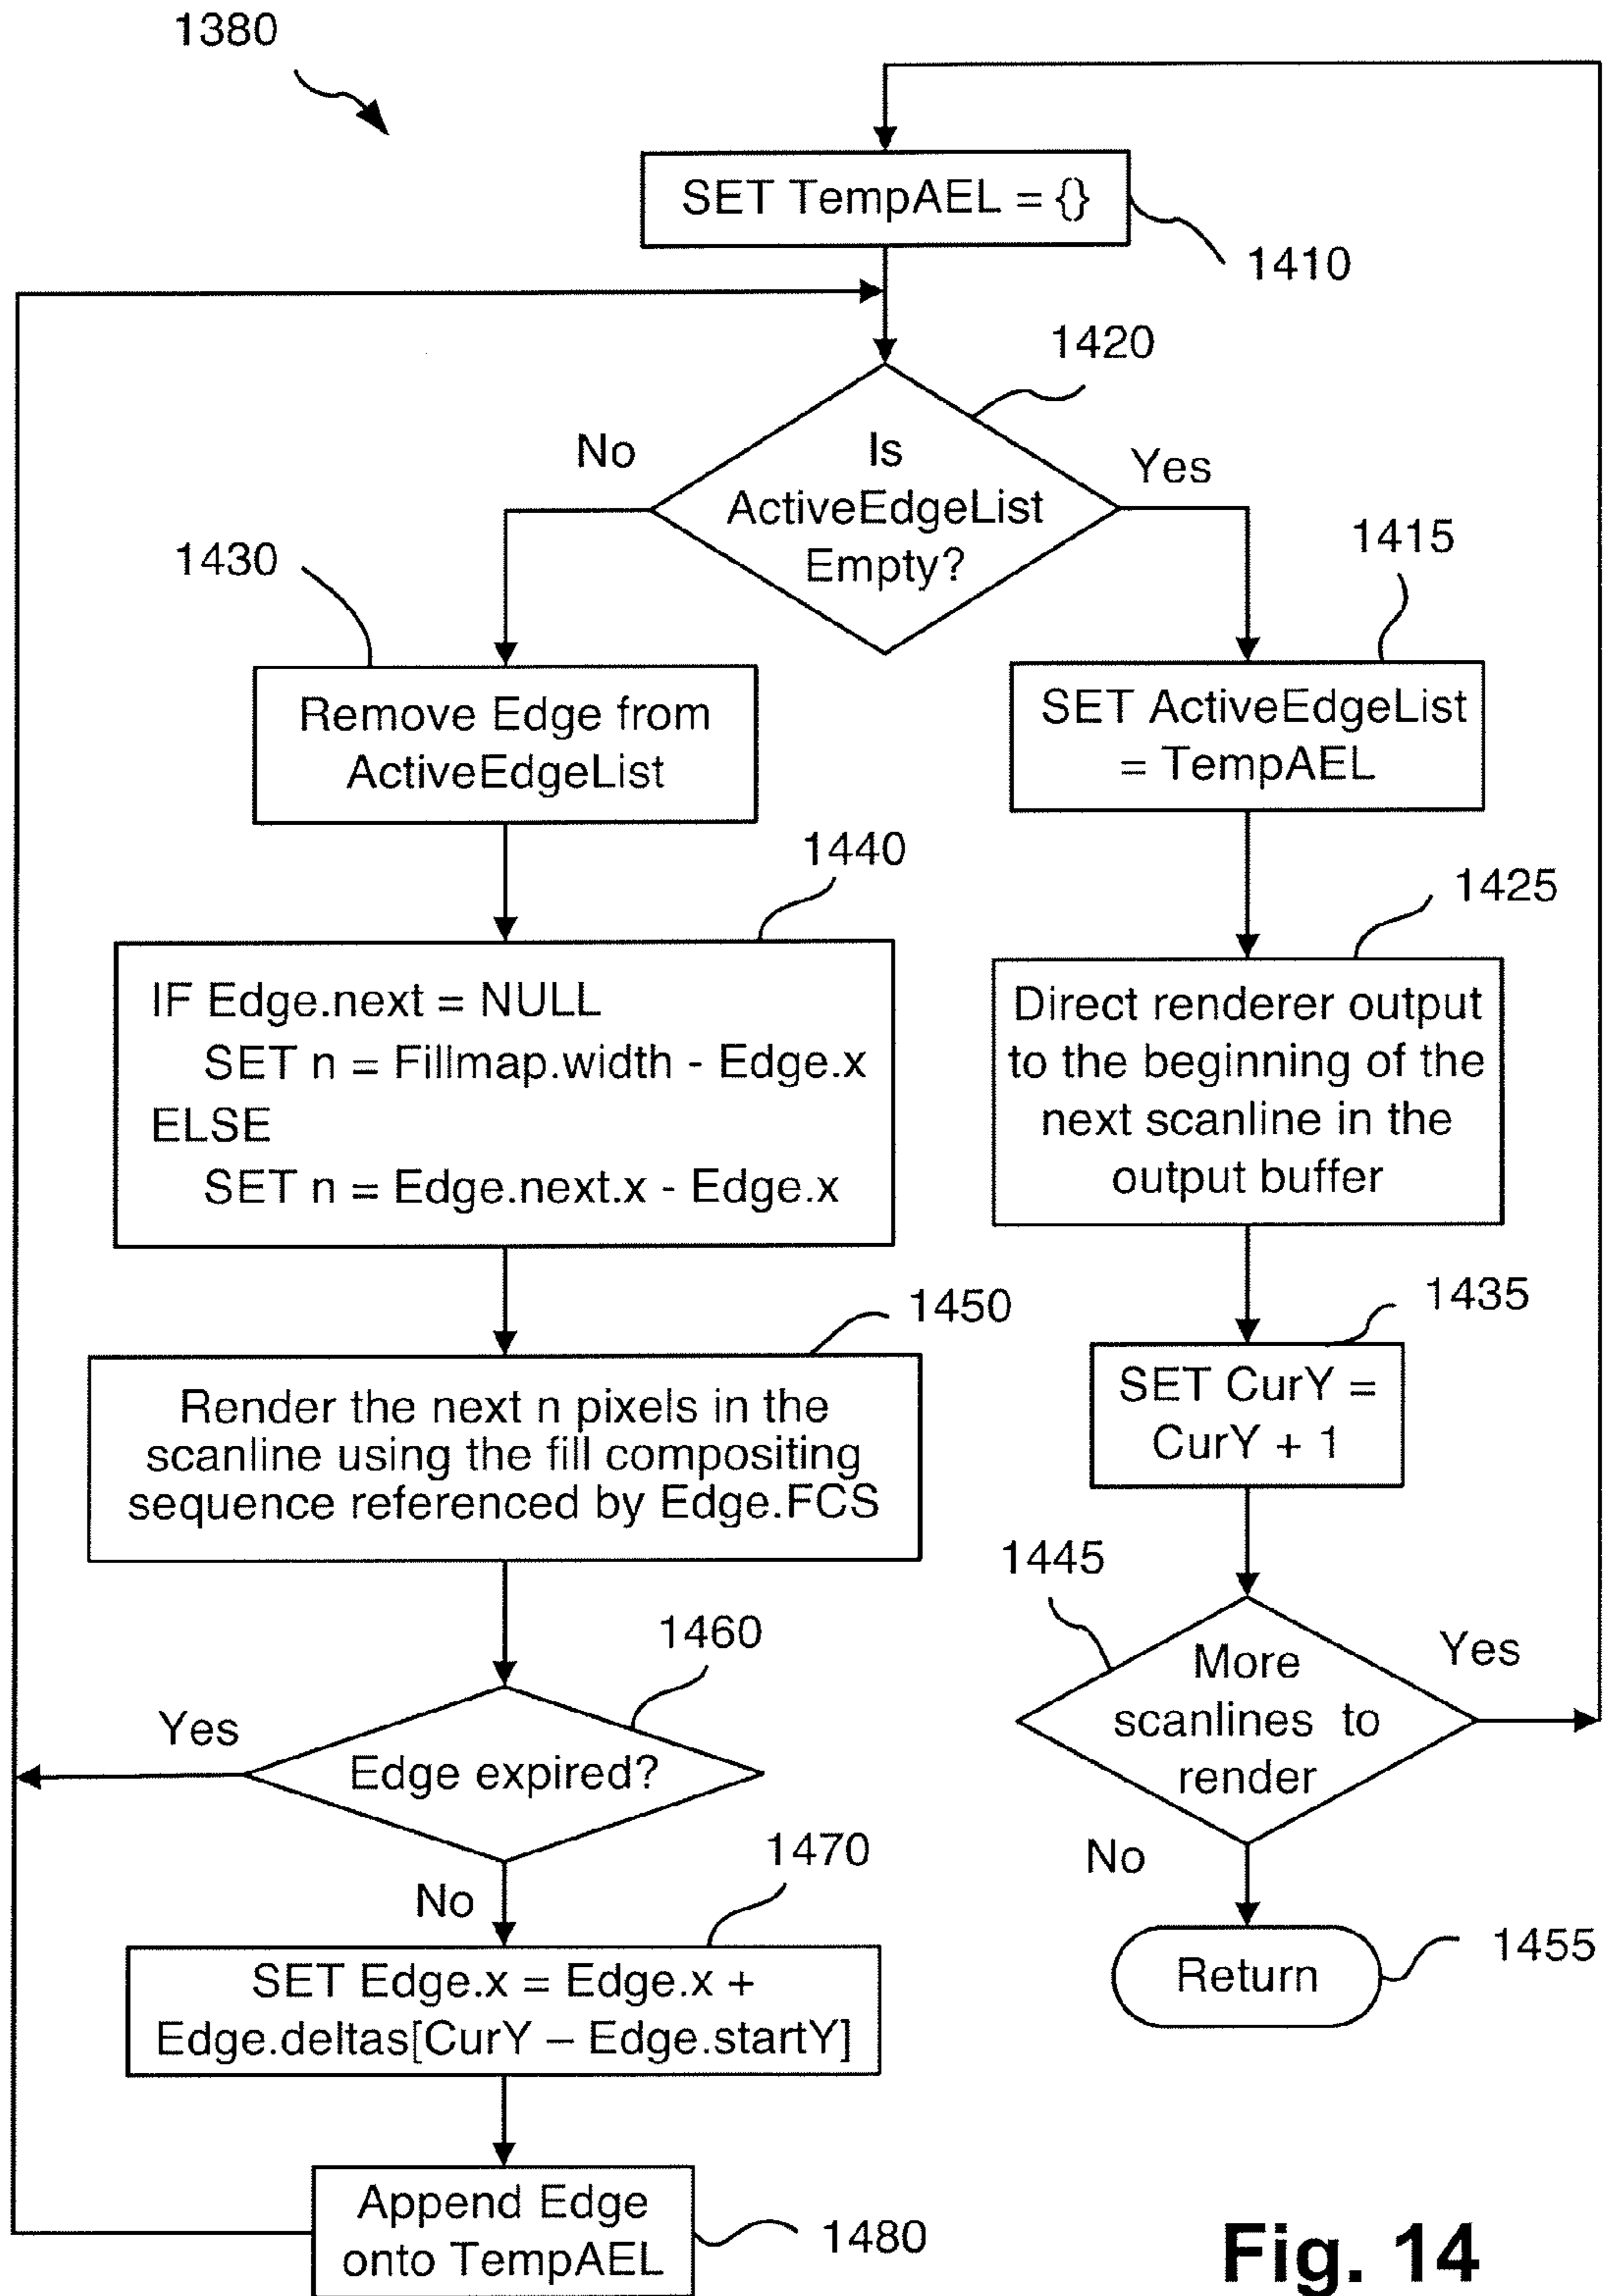 1380
SET TempAEL = {}
1410
1420
No
Is
ActiveEdgeList
Empty?
Yes
1430
1415
Remove Edge from
ActiveEdgeList
SET ActiveEdgeList
= TempAEL
1440
1425
IF Edge.next = NULL
SET n = Fillmap.width - Edge.x
ELSE
SET n = Edge.next.x - Edge.x
Direct renderer output
to the beginning of the
next scanline in the
output buffer
1450
1435
Render the next n pixels in the
scanline using the fill compositing
sequence referenced by Edge.FCS
SET CurY =
CurY + 1
1460
1445
Yes
Edge expired?
More
scanlines to
render
Yes
No
1470
No
SET Edge.x = Edge.x +
Edge.deltas[CurY – Edge.startY]
Return
1455
Append Edge
onto TempAEL
1480
Fig. 14